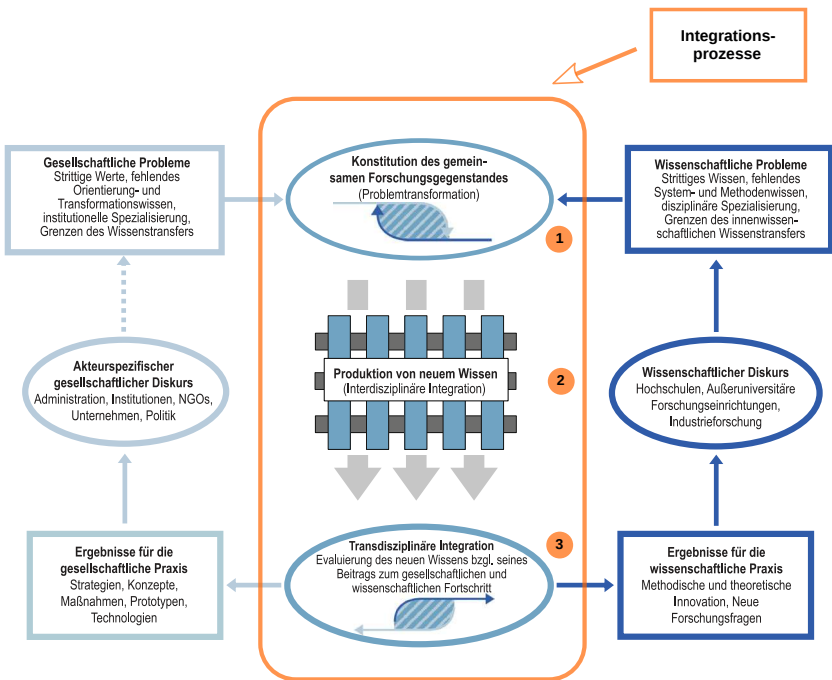 Integrations-
prozesse
Gesellschaftliche Probleme
Strittige Werte, fehlendes
Orientierung- und
Transformationswissen,
institutionelle Spezialisierung,
Grenzen des Wissenstransfers
Konstitution des gemein-
samen Forschungsgegenstandes
(Problemtransformation)
1
Wissenschaftliche Probleme
Strittiges Wissen, fehlendes
System- und Methodenwissen,
disziplinäre Spezialisierung,
Grenzen des innenwissen-
schaftlichen Wissenstransfers
Akteurspezifischer
gesellschaftlicher Diskurs
Administration, Institutionen, NGOs,
Unternehmen, Politik
Produktion von neuem Wissen
(Interdisziplinäre Integration)
2
Wissenschaftlicher Diskurs
Hochschulen, Außeruniversitäre
Forschungseinrichtungen,
Industrieforschung
Ergebnisse für die
gesellschaftliche Praxis
Strategien, Konzepte,
Maßnahmen, Prototypen,
Technologien
Transdisziplinäre Integration
Evaluierung des neuen Wissens bzgl. seines
Beitrags zum gesellschaftlichen und
wissenschaftlichen Fortschritt
3
Ergebnisse für die
wissenschaftliche Praxis
Methodische und theoretische
Innovation, Neue
Forschungsfragen